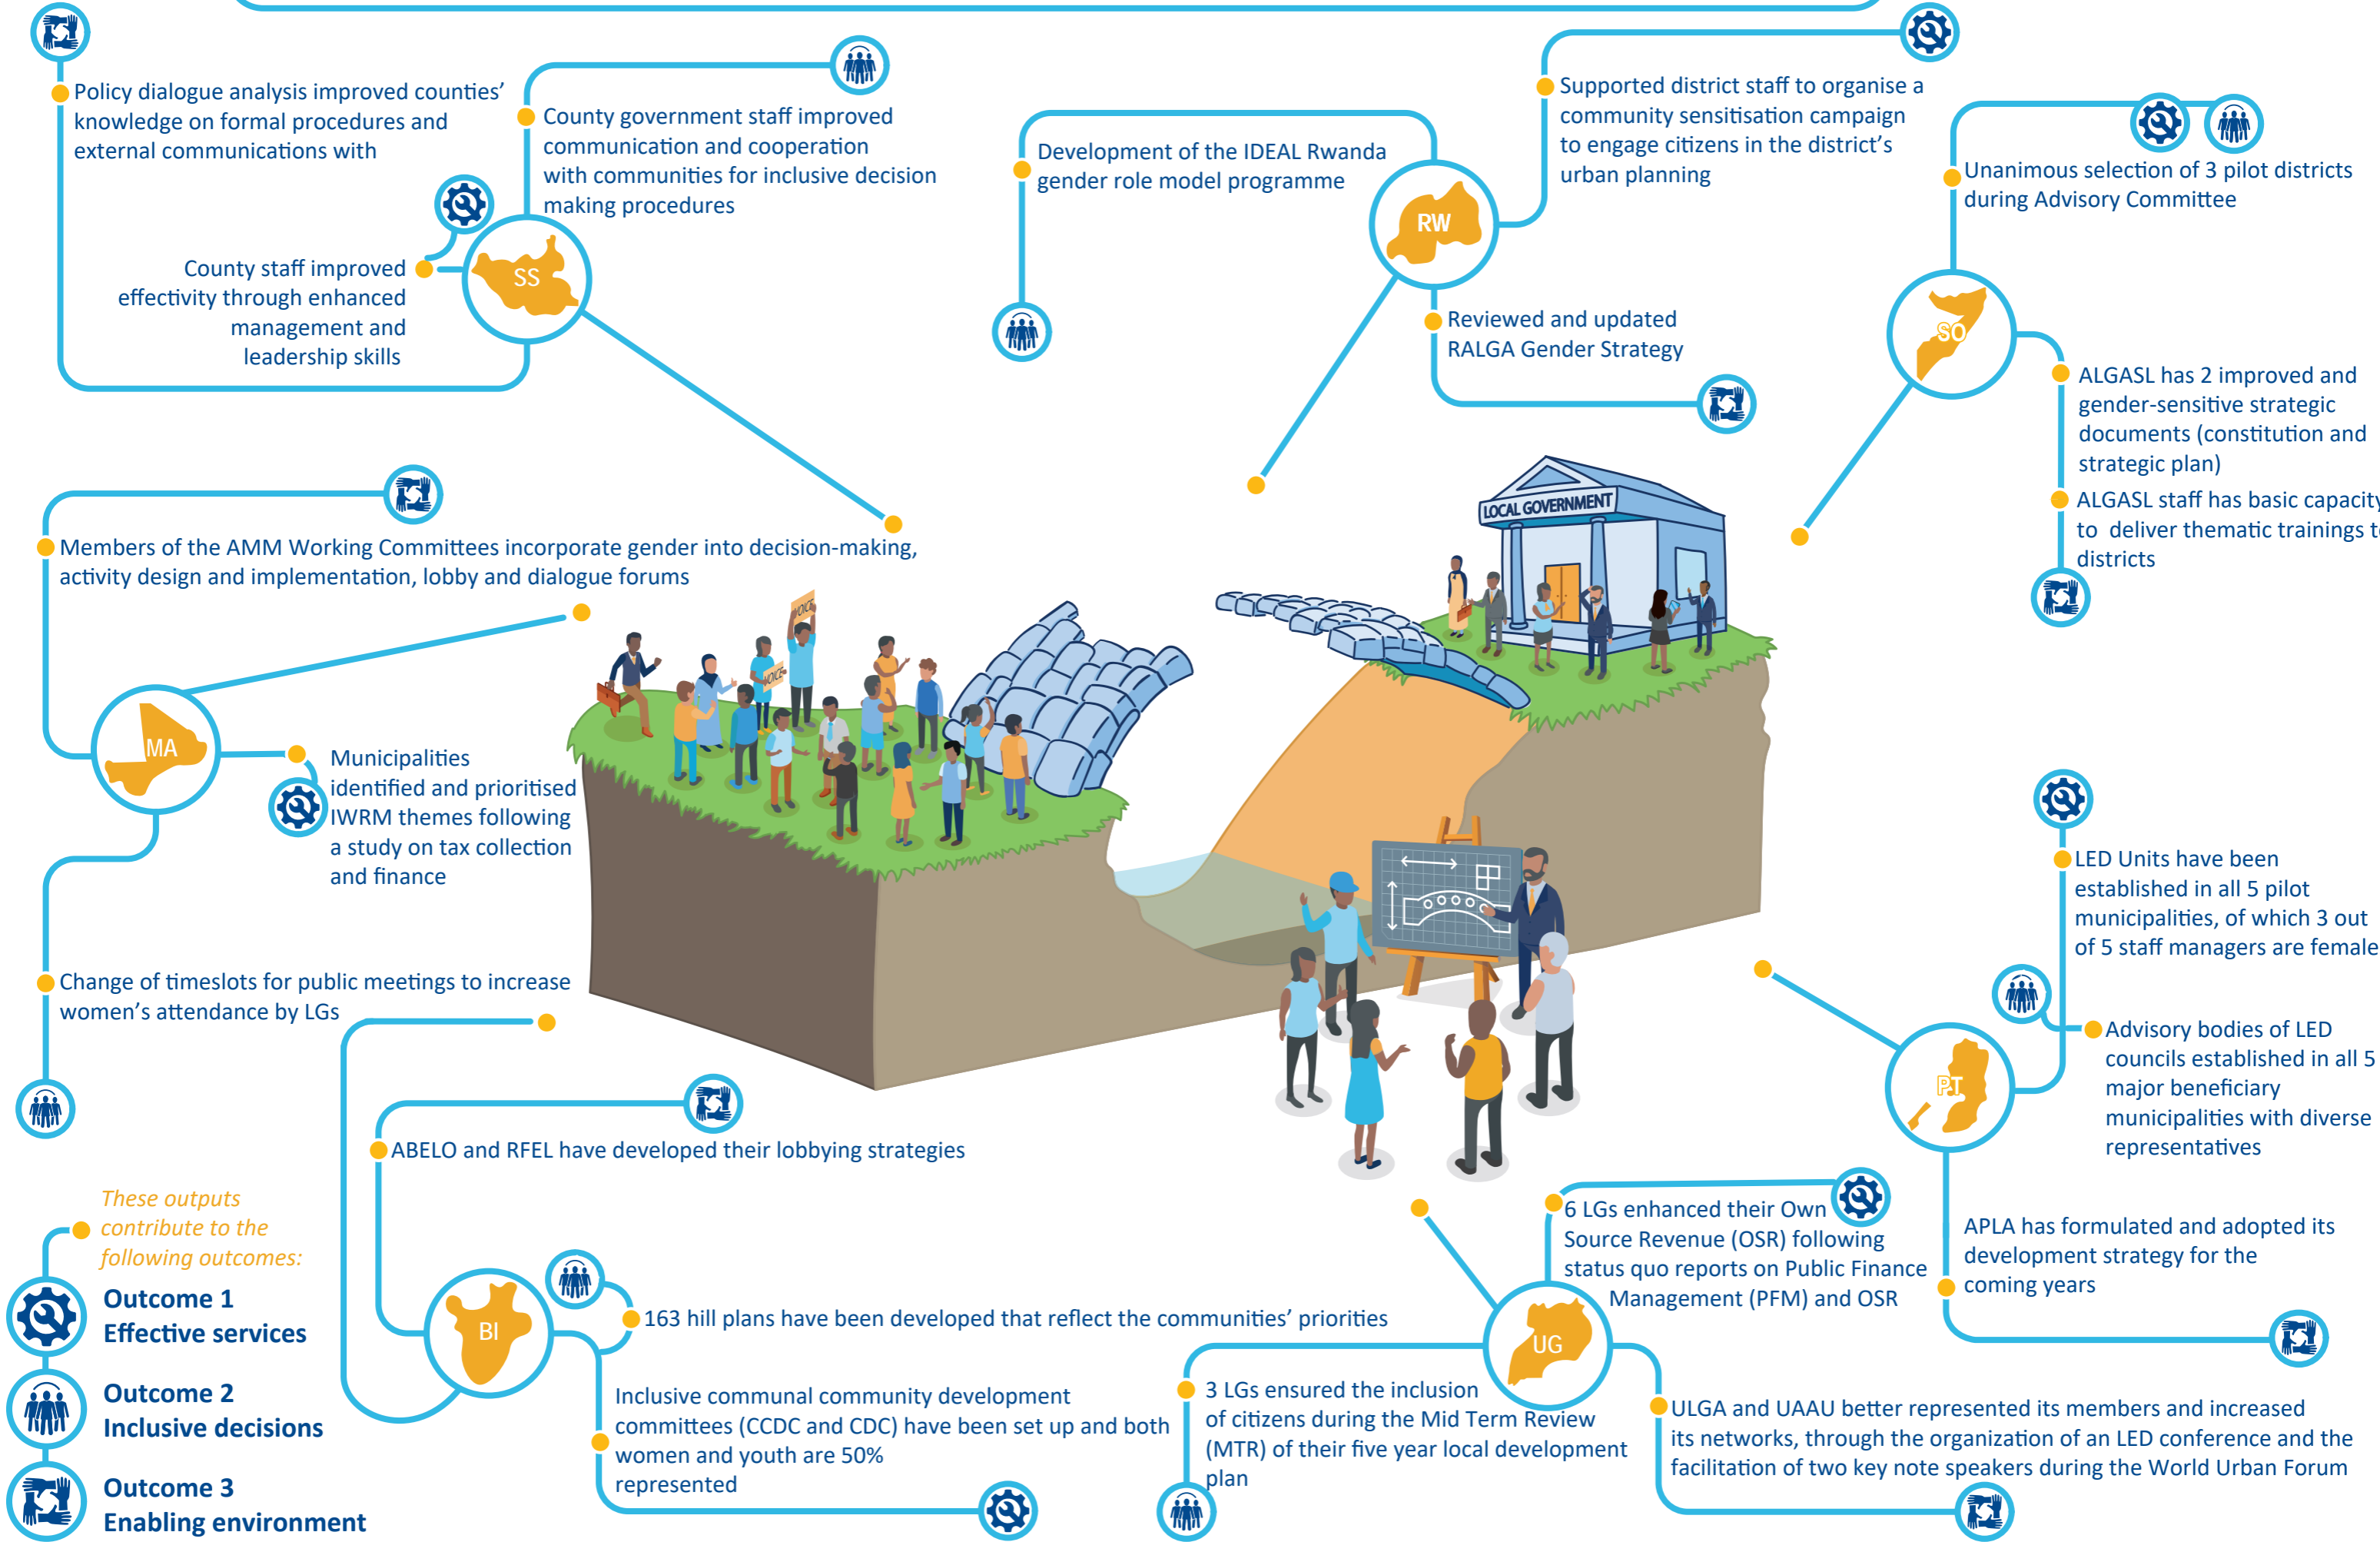 Policy dialogue analysis improved counties’
knowledge on formal procedures and
external communications with
County government staff improved
communication and cooperation
with communities for inclusive decision
making procedures
County staff improved
effectivity through enhanced
management and
leadership skills
SS
Development of the IDEAL Rwanda
gender role model programme
Supported district staff to organise a
community sensitisation campaign
to engage citizens in the district’s
urban planning
RW
Reviewed and updated
RALGA Gender Strategy
Unanimous selection of 3 pilot districts
during Advisory Committee
SO
ALGASL has 2 improved and
gender-sensitive strategic
documents (constitution and
strategic plan)
ALGASL staff has basic capacity
to deliver thematic trainings to
districts
Members of the AMM Working Committees incorporate gender into decision-making,
activity design and implementation, lobby and dialogue forums
MA
Municipalities
identified and prioritised
IWRM themes following
a study on tax collection
and finance
Change of timeslots for public meetings to increase
women’s attendance by LGs
VOICE
VOICE
LOCAL GOVERNMENT
LED Units have been
established in all 5 pilot
municipalities, of which 3 out
of 5 staff managers are female
Advisory bodies of LED
councils established in all 5
major beneficiary
municipalities with diverse
representatives
PT
APLA has formulated and adopted its
development strategy for the
coming years
ABELO and RFEL have developed their lobbying strategies
BI
163 hill plans have been developed that reflect the communities’ priorities
Inclusive communal community development
committees (CCDC and CDC) have been set up and both
women and youth are 50%
represented
6 LGs enhanced their Own
Source Revenue (OSR) following
status quo reports on Public Finance
Management (PFM) and OSR
UG
3 LGs ensured the inclusion
of citizens during the Mid Term Review
(MTR) of their five year local development
plan
ULGA and UAAU better represented its members and increased
its networks, through the organization of an LED conference and the
facilitation of two key note speakers during the World Urban Forum
These outputs
contribute to the
following outcomes:
Outcome 1
Effective services
Outcome 2
Inclusive decisions
Outcome 3
Enabling environment